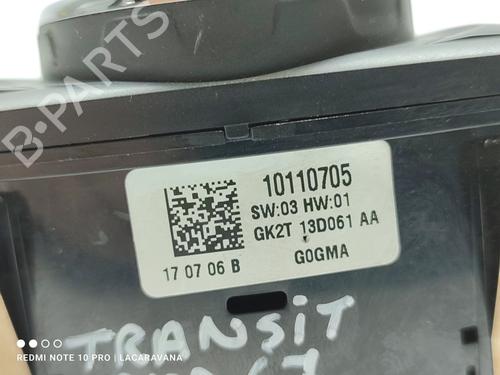 B-PARTS
10110705
SW:03 HW:01
GK2T 13D061 AA
17 07 06 B
G0GMA
TRANSIT
REDMI NOTE 10 PRO | LACARAVANA